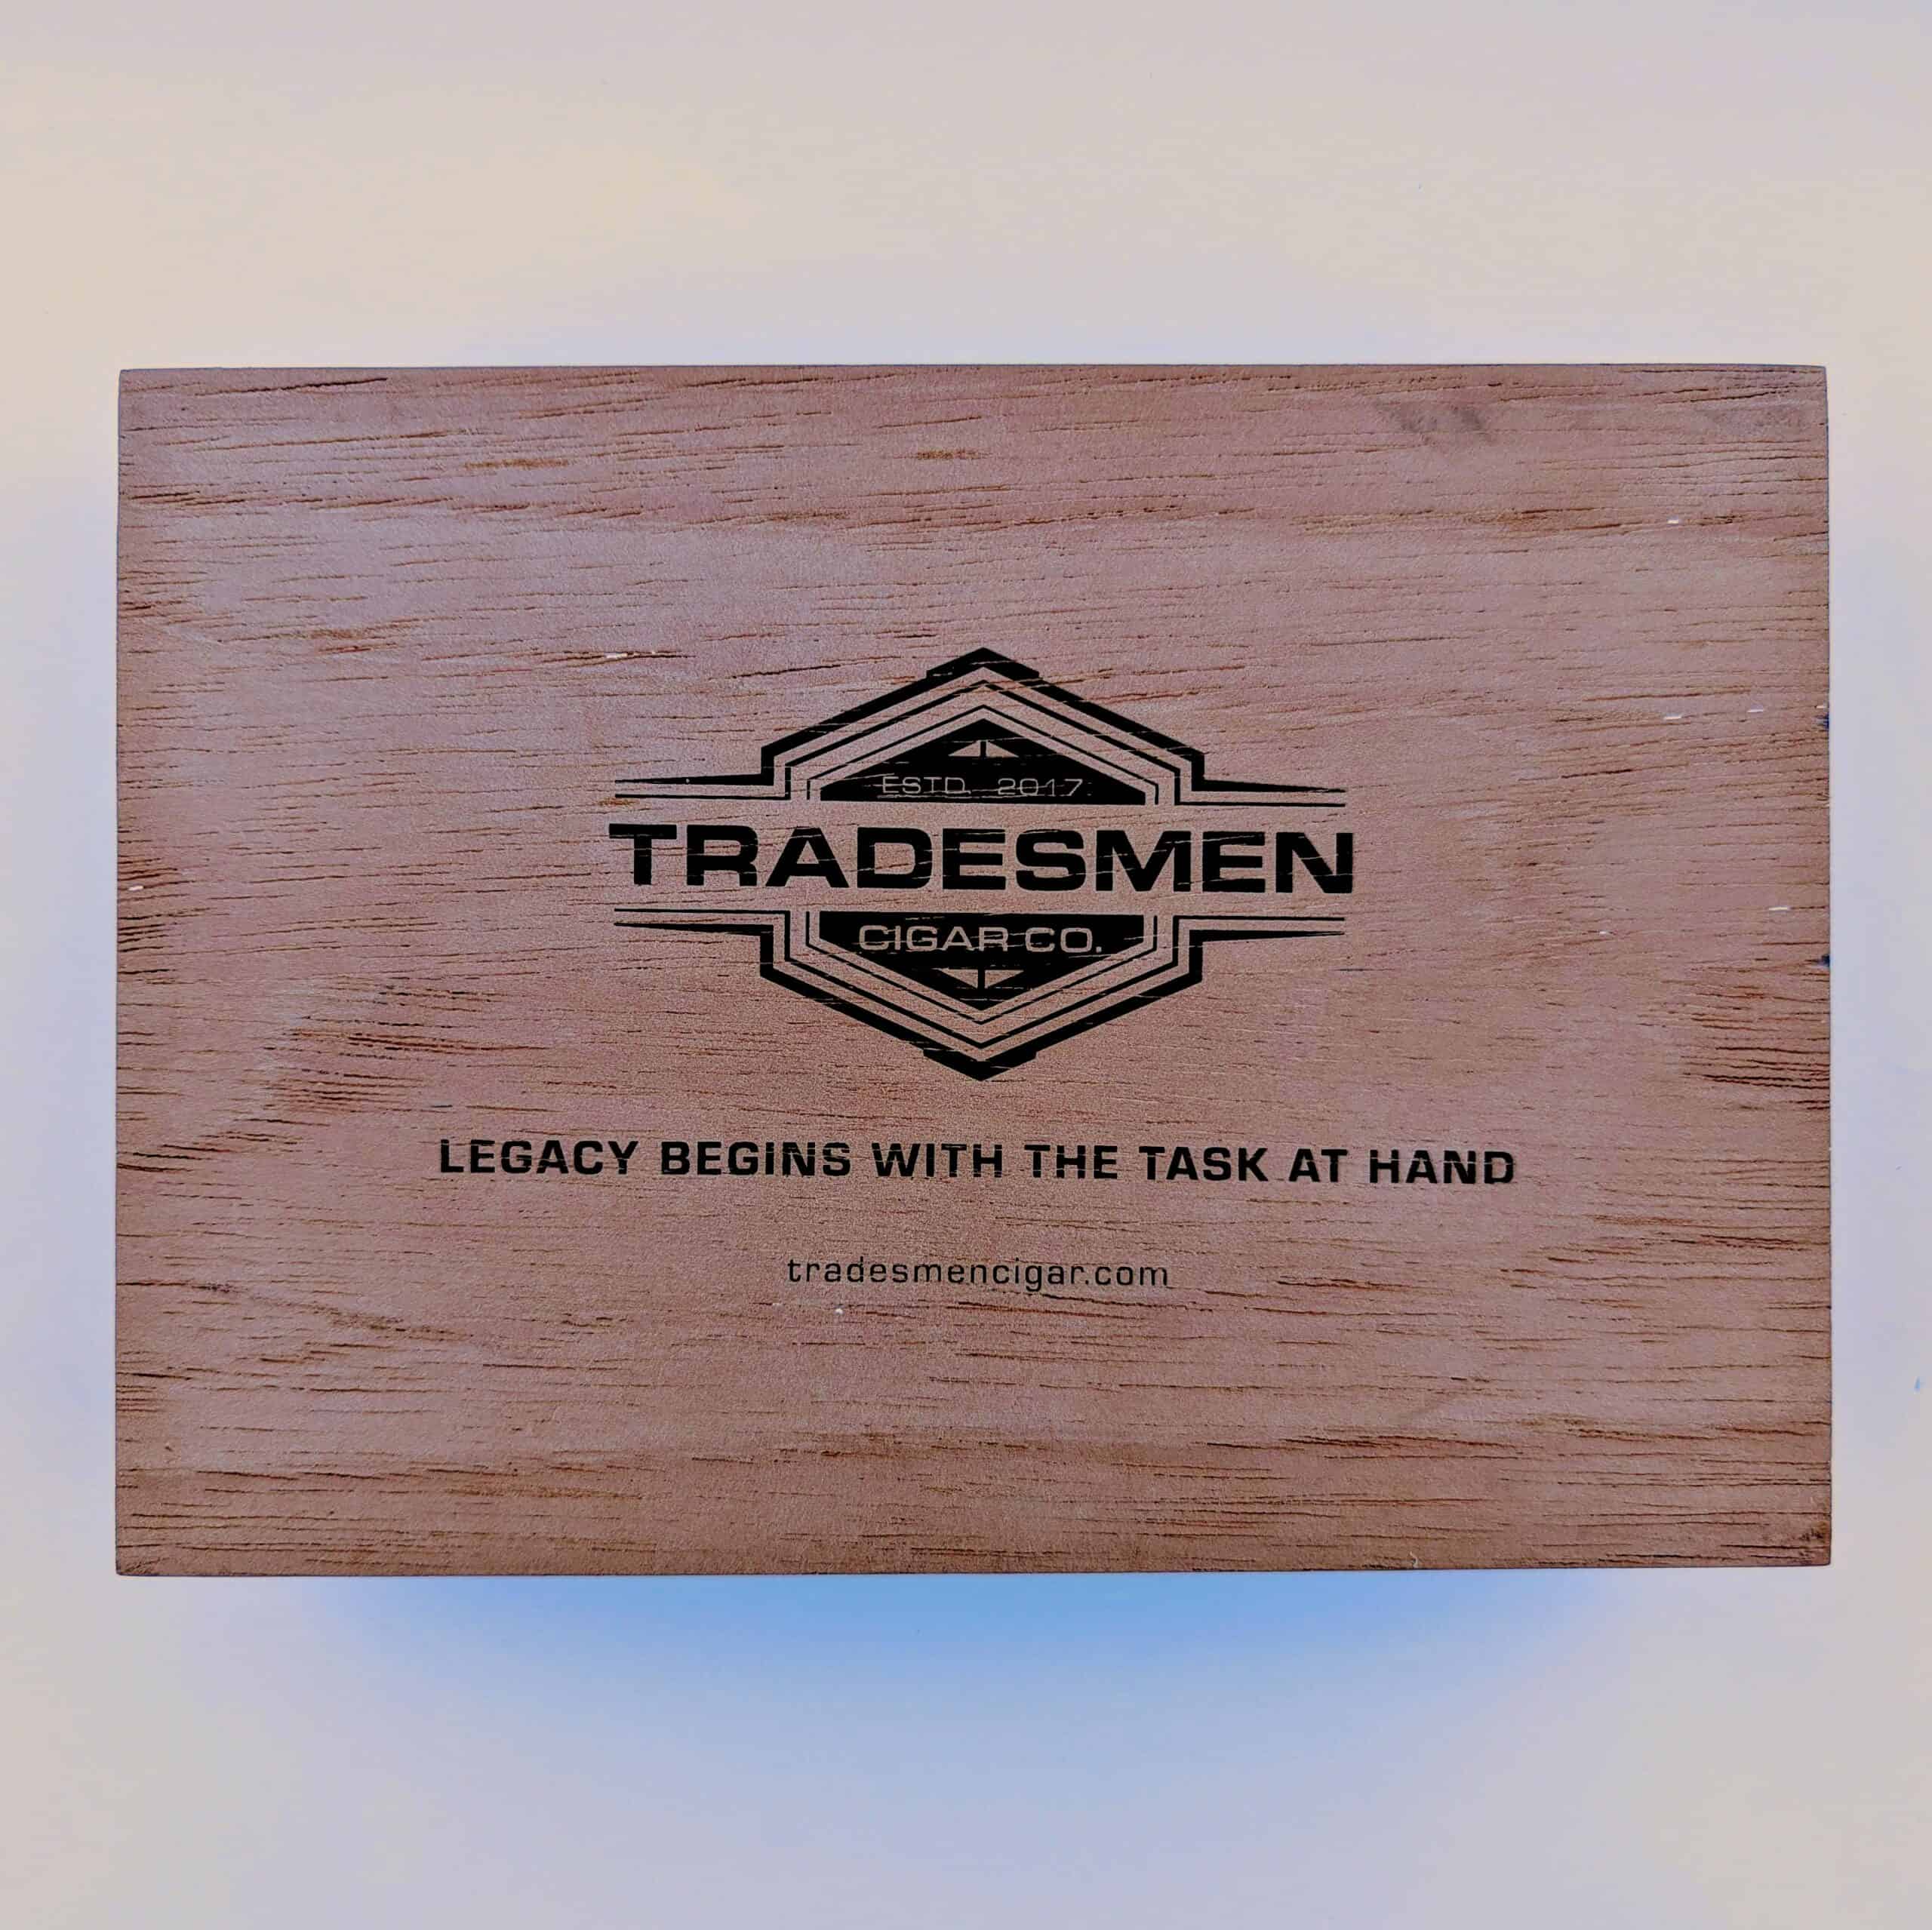 ESTD. 2017
TRADESMEN
CIGAR CO.
LEGACY BEGINS WITH THE TASK AT HAND
tradesmencigar.com